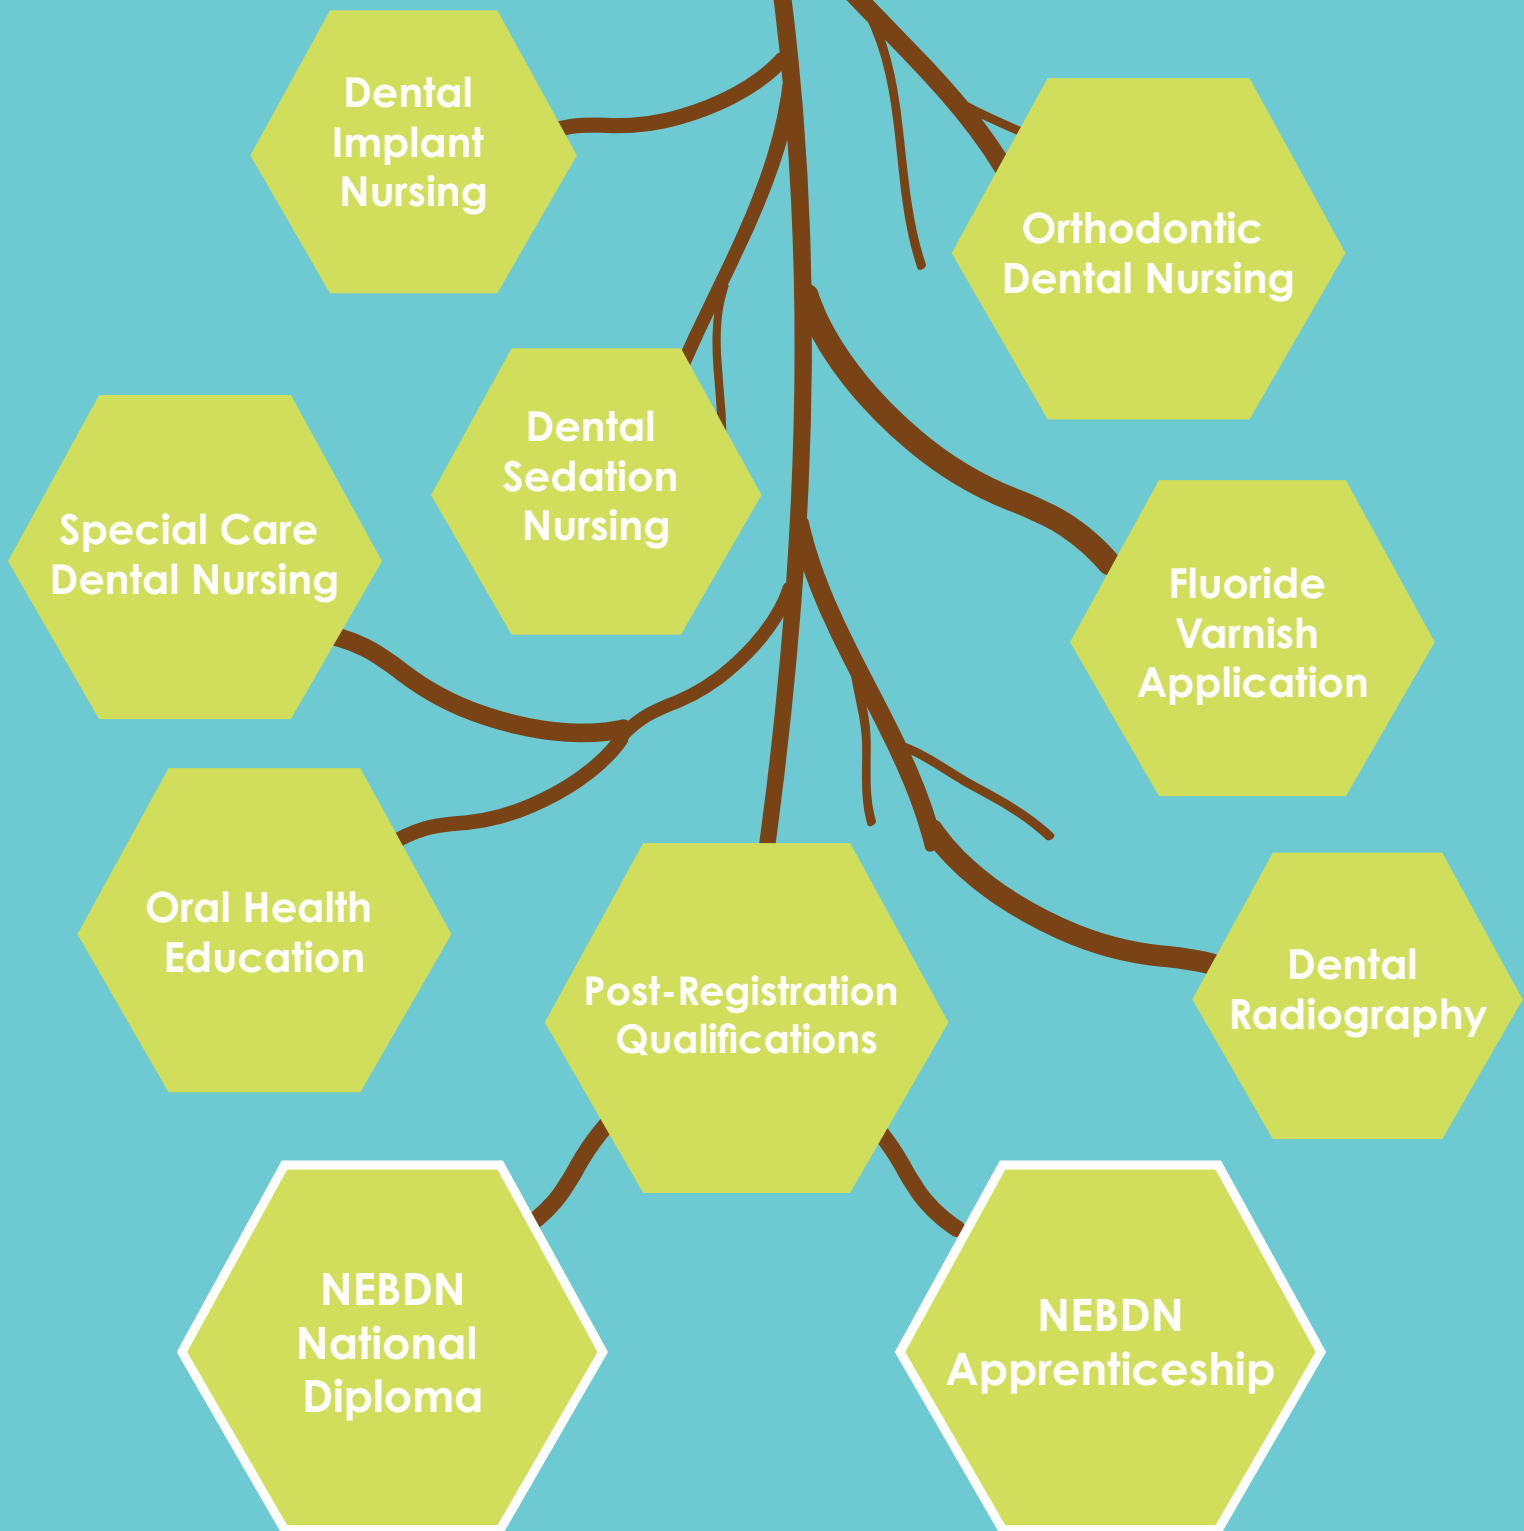 Dental
Implant
Nursing
Orthodontic
Dental Nursing
Dental
Sedation
Nursing
Special Care
Dental Nursing
Fluoride
Varnish
Application
Oral Health
Education
Post-Registration
Qualifications
Dental
Radiography
NEBDN
National
Diploma
NEBDN
Apprenticeship